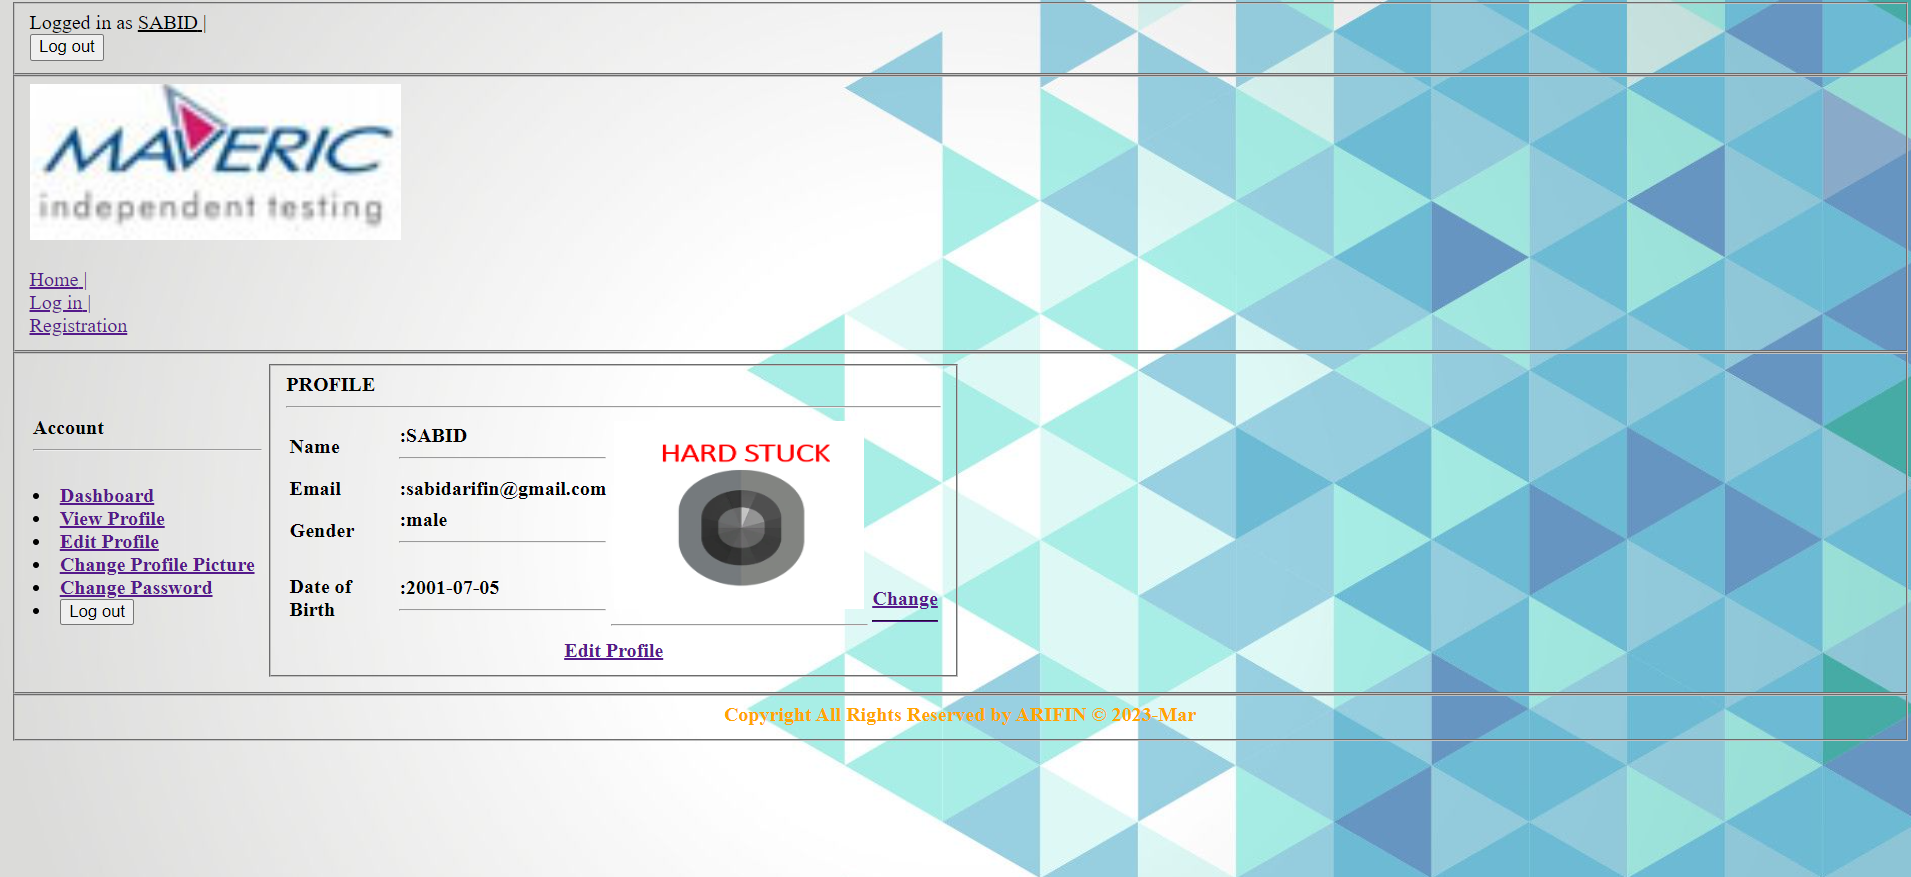 Logged in as SABID |
Log out
MAVERIC
independent testing
Home |
Log in |
Registration
Account
Dashboard
View Profile
Edit Profile
Change Profile Picture
Change Password
Log out
PROFILE
Name :SABID
Email :sabidarifin@gmail.com
Gender :male
Date of Birth :2001-07-05
HARD STUCK
Change
Edit Profile
Copyright All Rights Reserved by ARIFIN © 2023-Mar